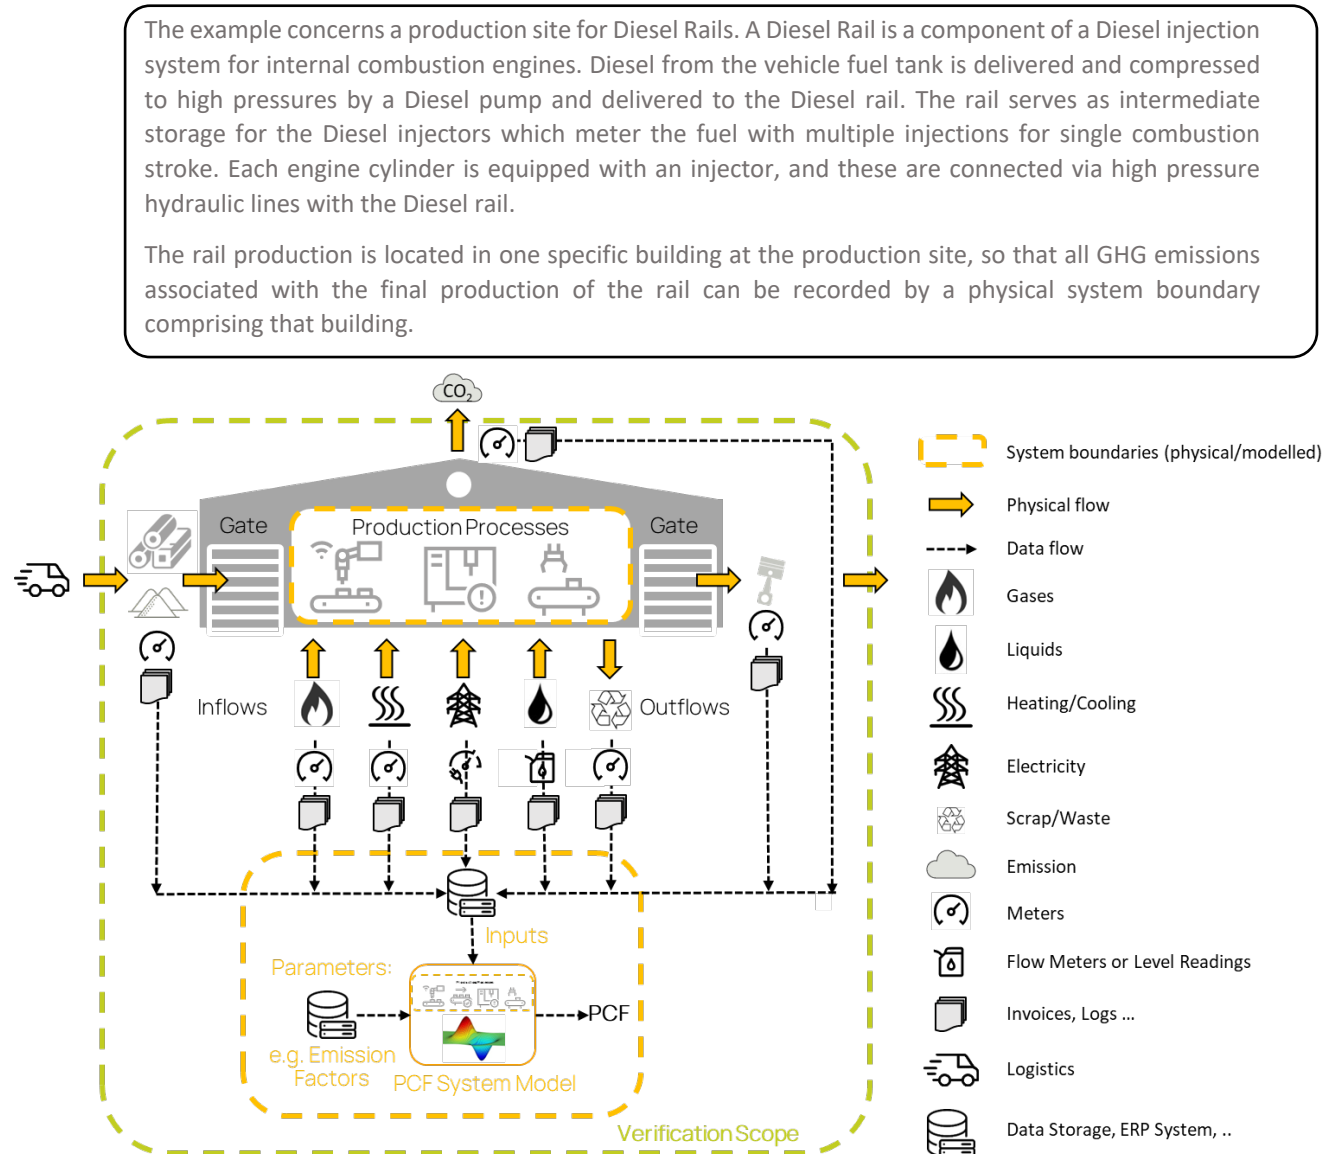 The example concerns a production site for Diesel Rails. A Diesel Rail is a component of a Diesel injection
system for internal combustion engines. Diesel from the vehicle fuel tank is delivered and compressed
to high pressures by a Diesel pump and delivered to the Diesel rail. The rail serves as intermediate
storage for the Diesel injectors which meter the fuel with multiple injections for single combustion
stroke. Each engine cylinder is equipped with an injector, and these are connected via high pressure
hydraulic lines with the Diesel rail.
The rail production is located in one specific building at the production site, so that all GHG emissions
associated with the final production of the rail can be recorded by a physical system boundary
comprising that building.
CO₂
Gate
Production Processes
Gate
Inflows
Outflows
Inputs
Parameters:
PCF
e.g. Emission
Factors
PCF System Model
Verification Scope
System boundaries (physical/modelled)
Physical flow
Data flow
Gases
Liquids
Heating/Cooling
Electricity
Scrap/Waste
Emission
Meters
Flow Meters or Level Readings
Invoices, Logs ...
Logistics
Data Storage, ERP System, ..